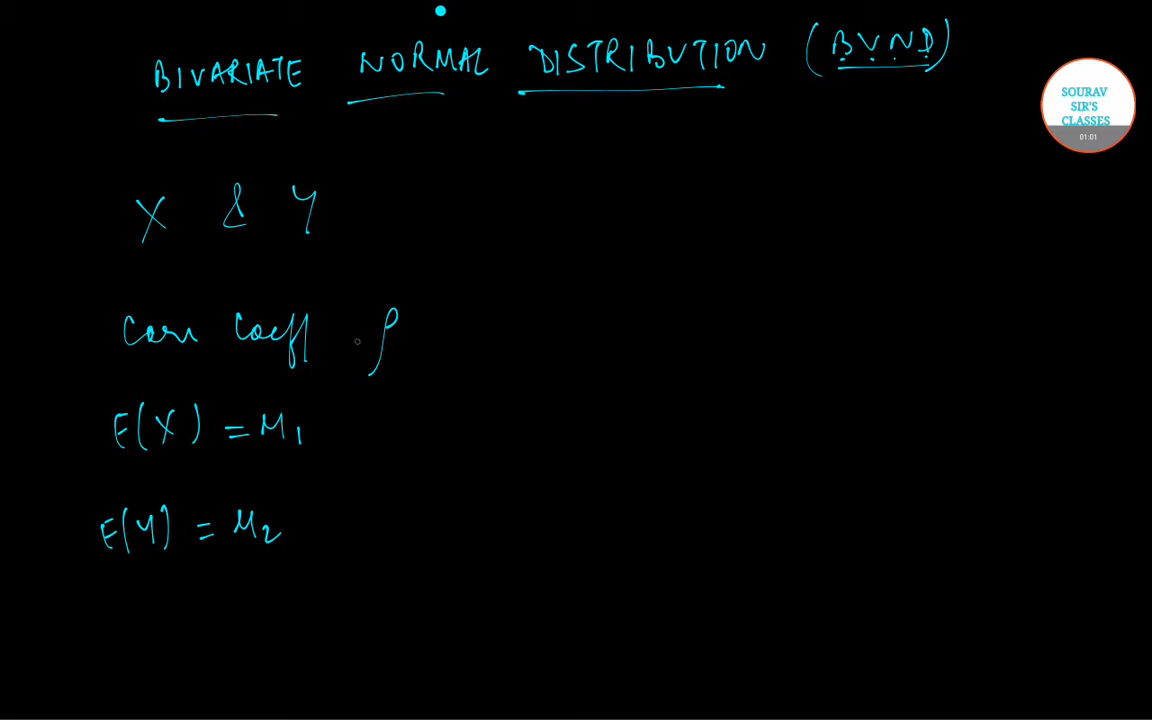 BIVARIATE NORMAL DISTRIBUTION (BVND)
SOURAV
SIR'S
CLASSES
01:01
X & Y
Corr Coeff ρ
E(X) = μ1
E(Y) = μ2